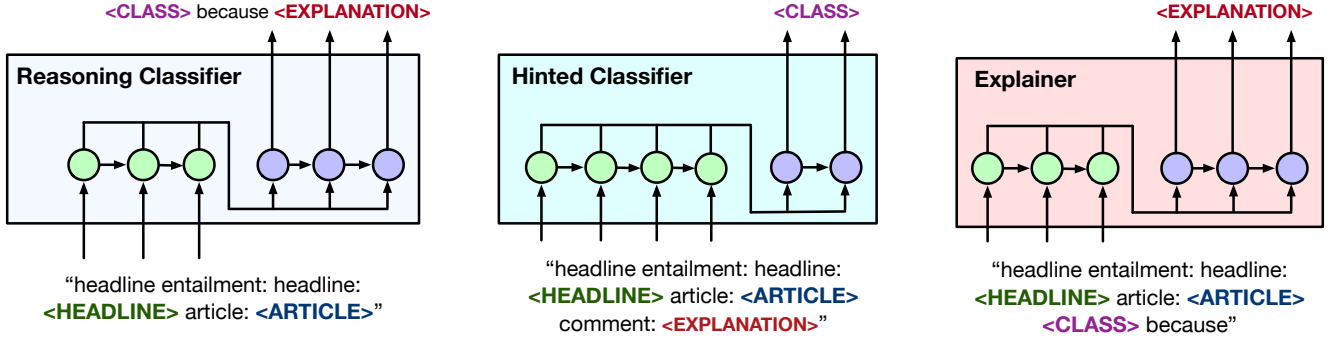 <CLASS> because <EXPLANATION>
Reasoning Classifier
“headline entailment: headline:
<HEADLINE> article: <ARTICLE>”
<CLASS>
Hinted Classifier
“headline entailment: headline:
<HEADLINE> article: <ARTICLE>
comment: <EXPLANATION>”
<EXPLANATION>
Explainer
“headline entailment: headline:
<HEADLINE> article: <ARTICLE>
<CLASS> because”